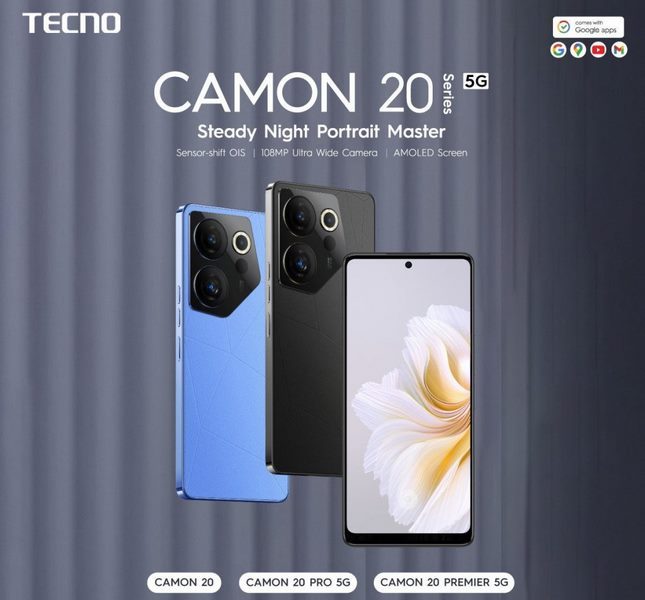 TECNO
comes with
Google apps
CAMON 20 Series 5G
Steady Night Portrait Master
Sensor-shift OIS | 108MP Ultra Wide Camera | AMOLED Screen
CAMON 20
CAMON 20 PRO 5G
CAMON 20 PREMIER 5G